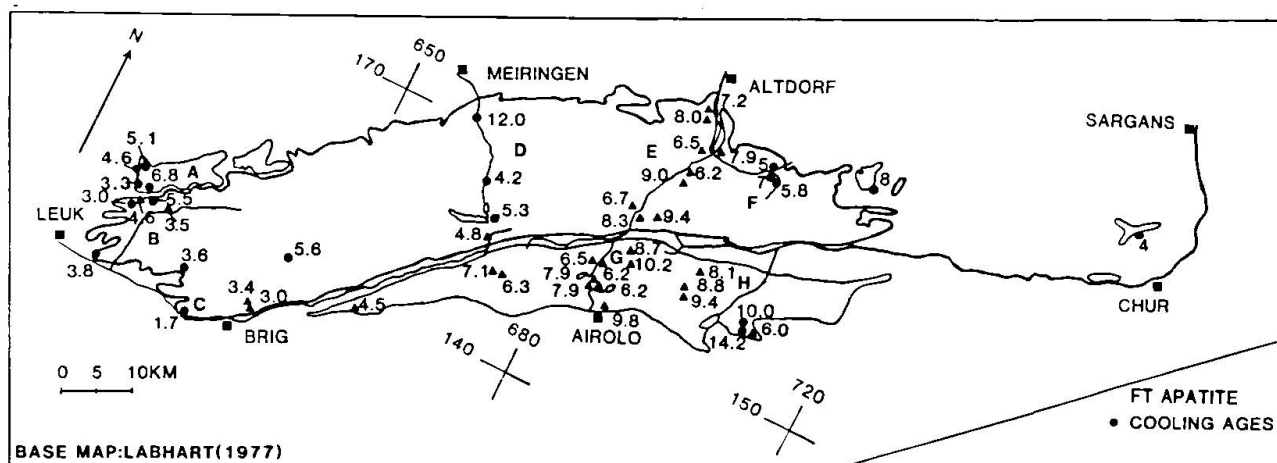 N
650
170
MEIRINGEN
ALTDORF
7.2
8.0
SARGANS
12.0
5.1
4.6
A
D
E
6.5
7.9
5
3.3
6.8
9.0
6.2
7
5.8
8
3.0
5.5
4.2
F
LEUK
4.6
3.5
6.7
5.3
8.3
9.4
B
4.8
4
3.8
3.6
5.6
8.7
6.5
G
10.2
7.1
6.3
7.9
6.2
8.1
H
7.9
6.2
8.8
3.4
3.0
9.4
C
4.5
10.0
1.7
9.8
6.0
BRIG
AIROLO
14.2
CHUR
680
140
0 5 10KM
720
150
FT APATITE
• COOLING AGES
BASE MAP:LABHART(1977)